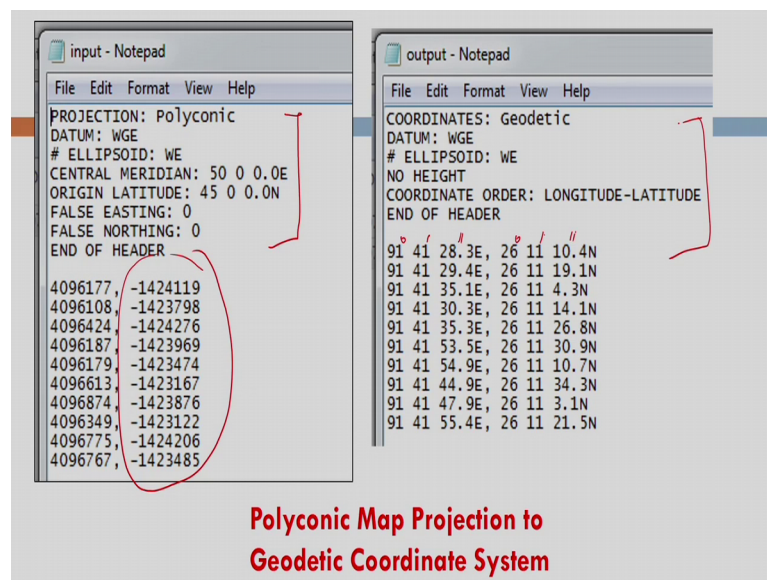 input - Notepad
File Edit Format View Help
PROJECTION: Polyconic
DATUM: WGE
# ELLIPSOID: WE
CENTRAL MERIDIAN: 50 0 0.0E
ORIGIN LATITUDE: 45 0 0.0N
FALSE EASTING: 0
FALSE NORTHING: 0
END OF HEADER
4096177, -1424119
4096108, -1423798
4096424, -1424276
4096187, -1423969
4096179, -1423474
4096613, -1423167
4096874, -1423876
4096349, -1423122
4096775, -1424206
4096767, -1423485
output - Notepad
File Edit Format View Help
COORDINATES: Geodetic
DATUM: WGE
# ELLIPSOID: WE
NO HEIGHT
COORDINATE ORDER: LONGITUDE-LATITUDE
END OF HEADER
91 41 28.3E, 26 11 10.4N
91 41 29.4E, 26 11 19.1N
91 41 35.1E, 26 11 4.3N
91 41 30.3E, 26 11 14.1N
91 41 35.3E, 26 11 26.8N
91 41 53.5E, 26 11 30.9N
91 41 54.9E, 26 11 10.7N
91 41 44.9E, 26 11 34.3N
91 41 47.9E, 26 11 3.1N
91 41 55.4E, 26 11 21.5N
Polyconic Map Projection to
Geodetic Coordinate System